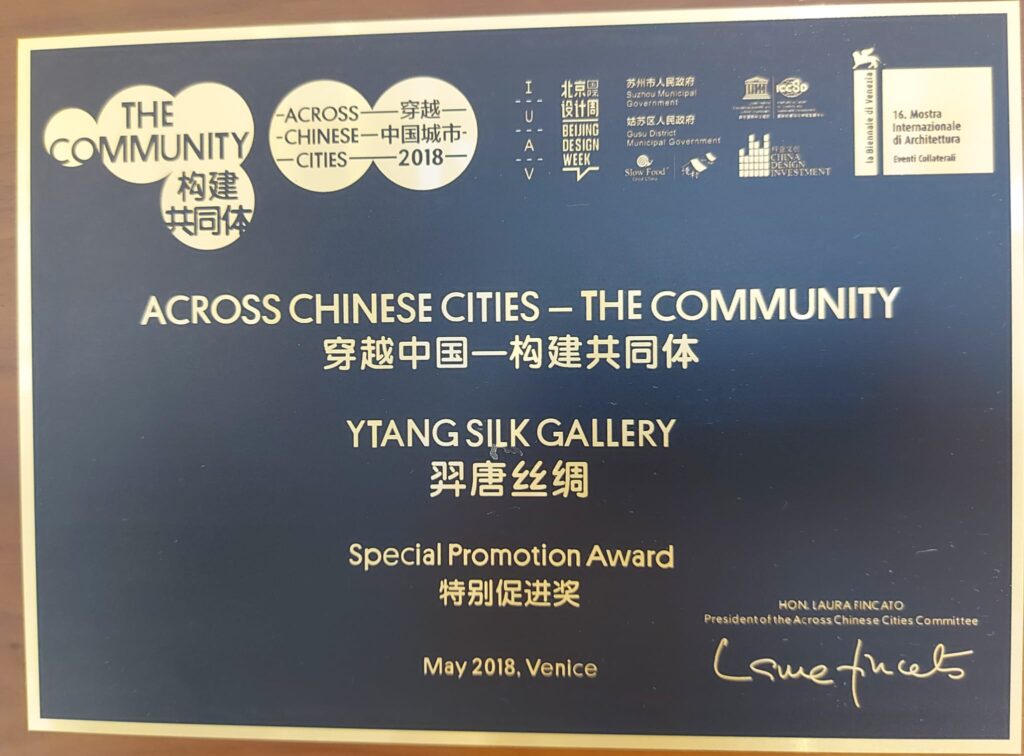 THE
COMMUNITY
构建
共同体
ACROSS 穿越
CHINESE 中国城市
CITIES 2018
I
U
A
V
北京国际
设计周
BEIJING
DESIGN
WEEK
苏州市人民政府
Suzhou Municipal
Government
姑苏区人民政府
Gusu District
Municipal Government
Slow Food
Great China
ICCSD
CHINA
DESIGN
INVESTMENT
la Biennale di Venezia
16. Mostra
Internazionale
di Architettura
Eventi Collaterali
ACROSS CHINESE CITIES – THE COMMUNITY
穿越中国—构建共同体
YTANG SILK GALLERY
羿唐丝绸
Special Promotion Award
特别促进奖
May 2018, Venice
HON. LAURA FINCATO
President of the Across Chinese Cities Committee